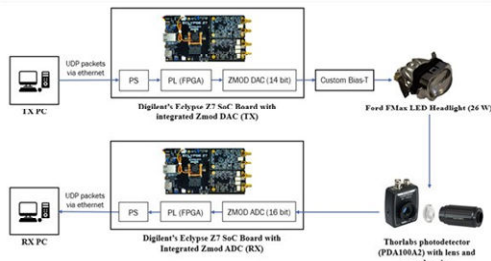 UDP packets
via ethernet
PS
PL (FPGA)
ZMOD DAC (14 bit)
Custom Bias-T
TX PC
Digilent's Eclypse Z7 SoC Board with
integrated Zmod DAC (TX)
Ford FMax LED Headlight (26 W)
UDP packets
via ethernet
PS
PL (FPGA)
ZMOD ADC (16 bit)
RX PC
Digilent's Eclypse Z7 SoC Board with
Integrated Zmod ADC (RX)
Thorlabs photodetector
(PDA100A2) with lens and